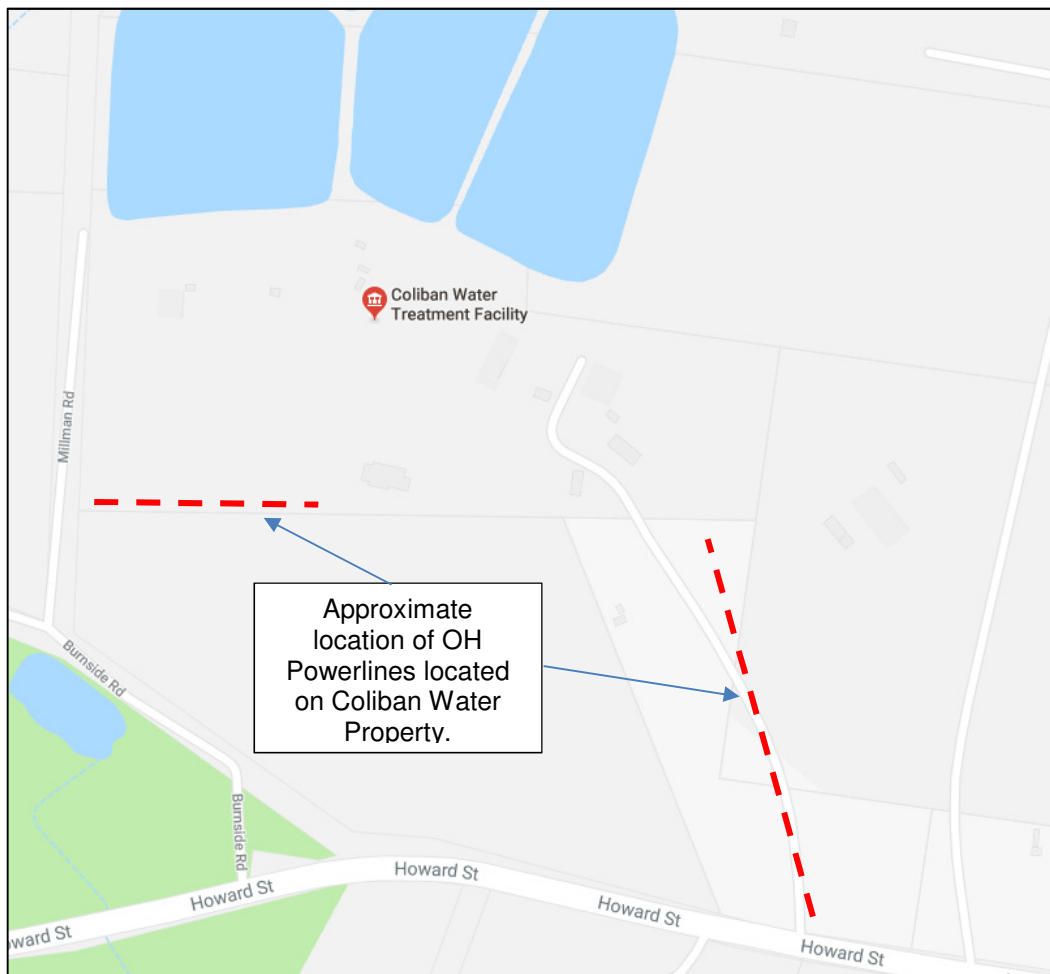 Coliban Water
Treatment Facility
Millman Rd
Approximate
location of OH
Powerlines located
on Coliban Water
Property.
Burnside Rd
Burnside Rd
Howard St
Howard St
Howard St
Howard St
oward St